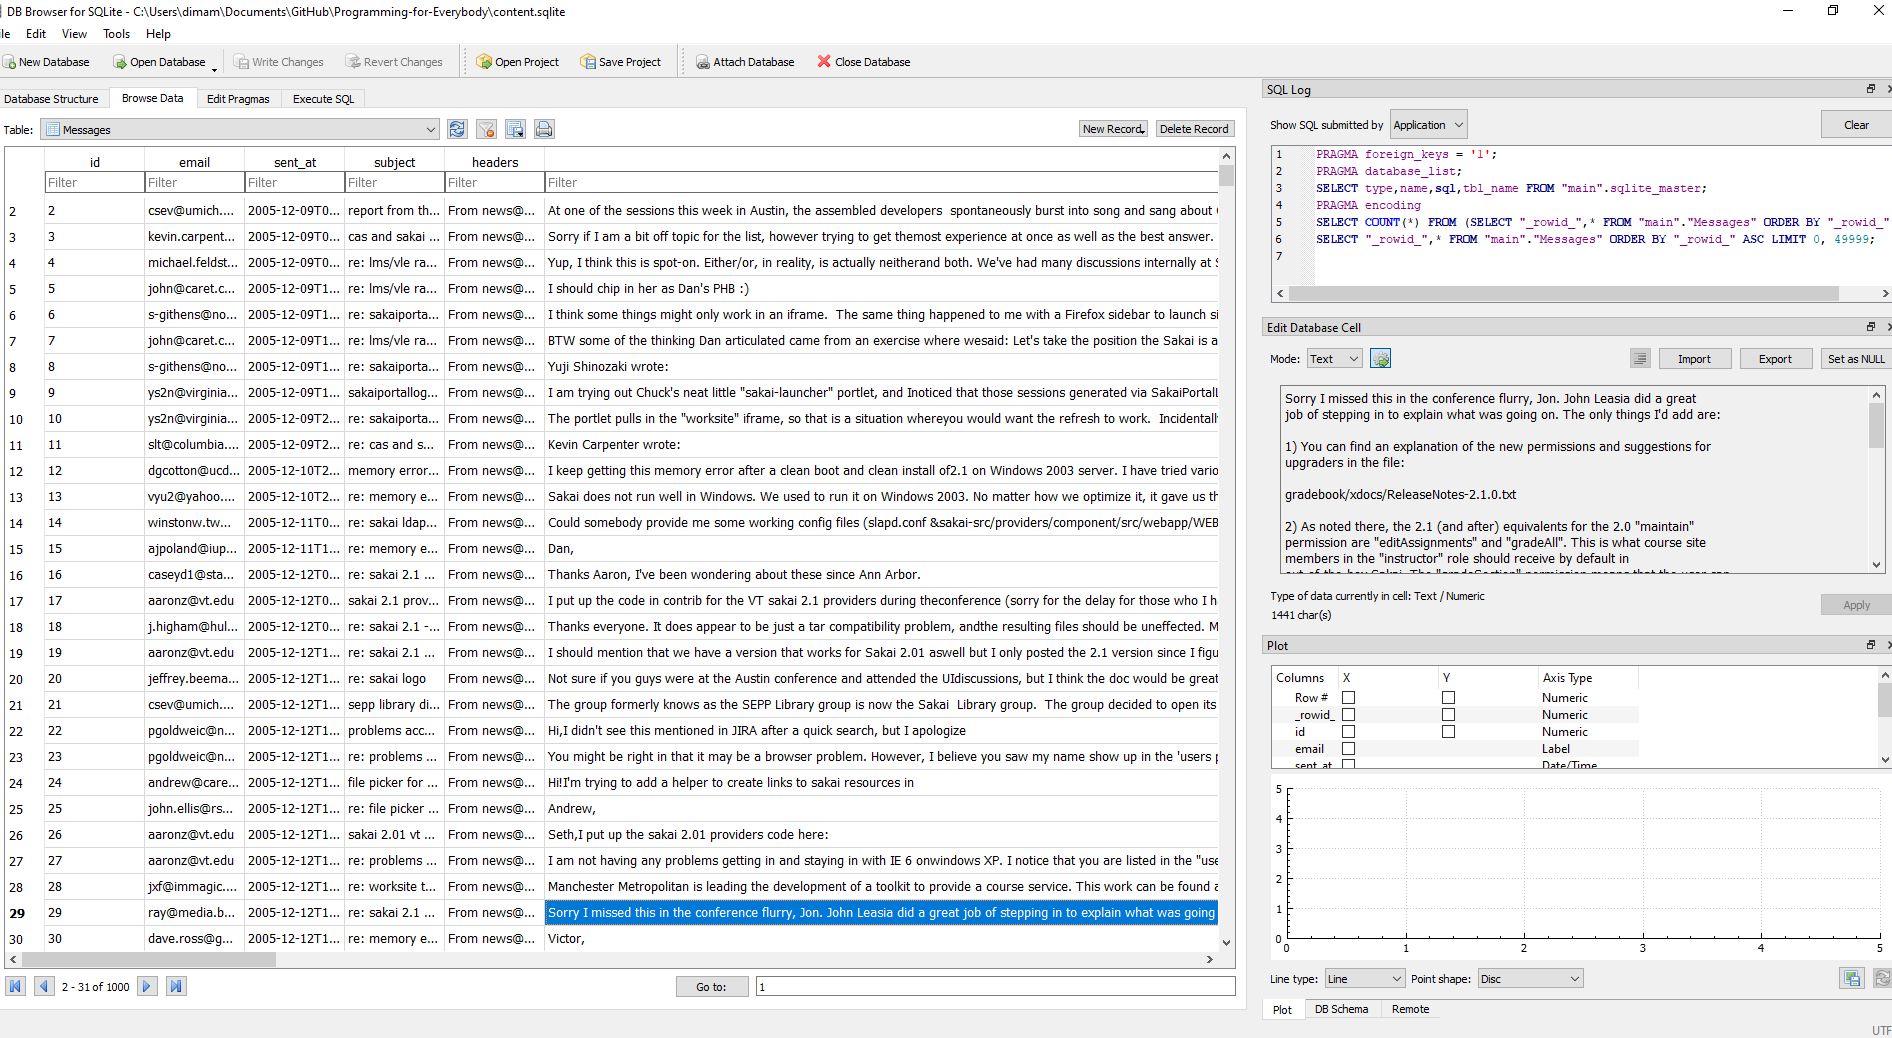 DB Browser for SQLite - C:\Users\dimam\Documents\GitHub\Programming-for-Everybody\content.sqlite
Edit View Tools Help
New Database Open Database Write Changes Revert Changes Open Project Save Project Attach Database Close Database
Database Structure Browse Data Edit Pragmas Execute SQL
Table: Messages New Record Delete Record
id email sent_at subject headers
Filter Filter Filter Filter Filter Filter
2 2 csev@umich.... 2005-12-09T0... report from th... From news@... At one of the sessions this week in Austin, the assembled developers spontaneously burst into song and sang about
3 3 kevin.carpent... 2005-12-09T0... cas and sakai ... From news@... Sorry if I am a bit off topic for the list, however trying to get themost experience at once as well as the best answer.
4 4 michael.feldst... 2005-12-09T0... re: lms/vle ra... From news@... Yup, I think this is spot-on. Either/or, in reality, is actually neitherand both. We've had many discussions internally at
5 5 john@caret.c... 2005-12-09T1... re: lms/vle ra... From news@... I should chip in her as Dan's PHB :)
6 6 s-githens@no... 2005-12-09T1... re: sakaiporta... From news@... I think some things might only work in an iframe. The same thing happened to me with a Firefox sidebar to launch si
7 7 john@caret.c... 2005-12-09T1... re: lms/vle ra... From news@... BTW some of the thinking Dan articulated came from an exercise where wesaid: Let's take the position the Sakai is a
8 8 s-githens@no... 2005-12-09T1... re: sakaiporta... From news@... Yuji Shinozaki wrote:
9 9 ys2n@virginia... 2005-12-09T1... sakaiportallog... From news@... I am trying out Chuck's neat little "sakai-launcher" portlet, and Inoticed that those sessions generated via SakaiPortalL
10 10 ys2n@virginia... 2005-12-09T2... re: sakaiporta... From news@... The portlet pulls in the "worksite" iframe, so that is a situation whereyou would want the refresh to work. Incidentall
11 11 slt@columbia.... 2005-12-09T2... re: cas and s... From news@... Kevin Carpenter wrote:
12 12 dgcotton@ucd... 2005-12-10T2... memory error... From news@... I keep getting this memory error after a clean boot and clean install of2.1 on Windows 2003 server. I have tried vario
13 13 vyu2@yahoo.... 2005-12-10T2... re: memory e... From news@... Sakai does not run well in Windows. We used to run it on Windows 2003. No matter how we optimize it, it gave us th
14 14 winstonw.tw... 2005-12-11T0... re: sakai ldap... From news@... Could somebody provide me some working config files (slapd.conf &sakai-src/providers/component/src/webapp/WEB
15 15 ajpoland@iup... 2005-12-11T1... re: memory e... From news@... Dan,
16 16 caseyd1@sta... 2005-12-12T0... re: sakai 2.1 ... From news@... Thanks Aaron, I've been wondering about these since Ann Arbor.
17 17 aaronz@vt.edu 2005-12-12T0... sakai 2.1 prov... From news@... I put up the code in contrib for the VT sakai 2.1 providers during theconference (sorry for the delay for those who I h
18 18 j.higham@hul... 2005-12-12T1... re: sakai 2.1 -... From news@... Thanks everyone. It does appear to be just a tar compatibility problem, andthe resulting files should be uneffected. M
19 19 aaronz@vt.edu 2005-12-12T1... re: sakai 2.1 ... From news@... I should mention that we have a version that works for Sakai 2.01 aswell but I only posted the 2.1 version since I figu
20 20 jeffrey.beema... 2005-12-12T1... re: sakai logo From news@... Not sure if you guys were at the Austin conference and attended the UIdiscussions, but I think the doc would be great
21 21 csev@umich.... 2005-12-12T1... sepp library di... From news@... The group formerly knows as the SEPP Library group is now the Sakai Library group. The group decided to open its
22 22 pgoldweic@n... 2005-12-12T1... problems acc... From news@... Hi,I didn't see this mentioned in JIRA after a quick search, but I apologize
23 23 pgoldweic@n... 2005-12-12T1... re: problems ... From news@... You might be right in that it may be a browser problem. However, I believe you saw my name show up in the 'users p
24 24 andrew@care... 2005-12-12T1... file picker for ... From news@... Hi!I'm trying to add a helper to create links to sakai resources in
25 25 john.ellis@rs... 2005-12-12T1... re: file picker ... From news@... Andrew,
26 26 aaronz@vt.edu 2005-12-12T1... sakai 2.01 vt ... From news@... Seth,I put up the sakai 2.01 providers code here:
27 27 aaronz@vt.edu 2005-12-12T1... re: problems ... From news@... I am not having any problems getting in and staying in with IE 6 onwindows XP. I notice that you are listed in the "use
28 28 jxf@immagic.... 2005-12-12T1... re: worksite t... From news@... Manchester Metropolitan is leading the development of a toolkit to provide a course service. This work can be found a
29 29 ray@media.b... 2005-12-12T1... re: sakai 2.1 ... From news@... Sorry I missed this in the conference flurry, Jon. John Leasia did a great job of stepping in to explain what was going
30 30 dave.ross@g... 2005-12-12T1... re: memory e... From news@... Victor,
2 - 31 of 1000 Go to: 1
SQL Log
Show SQL submitted by Application Clear
1 PRAGMA foreign_keys = '1';
2 PRAGMA database_list;
3 SELECT type,name,sql,tbl_name FROM "main".sqlite_master;
4 PRAGMA encoding
5 SELECT COUNT(*) FROM (SELECT "_rowid_",* FROM "main"."Messages" ORDER BY "_rowid_"
6 SELECT "_rowid_",* FROM "main"."Messages" ORDER BY "_rowid_" ASC LIMIT 0, 49999;
7
Edit Database Cell
Mode: Text Import Export Set as NULL
Sorry I missed this in the conference flurry, Jon. John Leasia did a great
job of stepping in to explain what was going on. The only things I'd add are:
1) You can find an explanation of the new permissions and suggestions for
upgraders in the file:
gradebook/xdocs/ReleaseNotes-2.1.0.txt
2) As noted there, the 2.1 (and after) equivalents for the 2.0 "maintain"
permission are "editAssignments" and "gradeAll". This is what course site
members in the "instructor" role should receive by default in
out-of-the-box Sakai. The "gradeSection" permission means that the user can
Type of data currently in cell: Text / Numeric
1441 char(s)
Apply
Plot
Columns X Y Axis Type
Row # Numeric
_rowid_ Numeric
id Numeric
email Label
sent_at Date/Time
5
4
3
2
1
0
0 1 2 3 4 5
Line type: Line Point shape: Disc
Plot DB Schema Remote
UTF